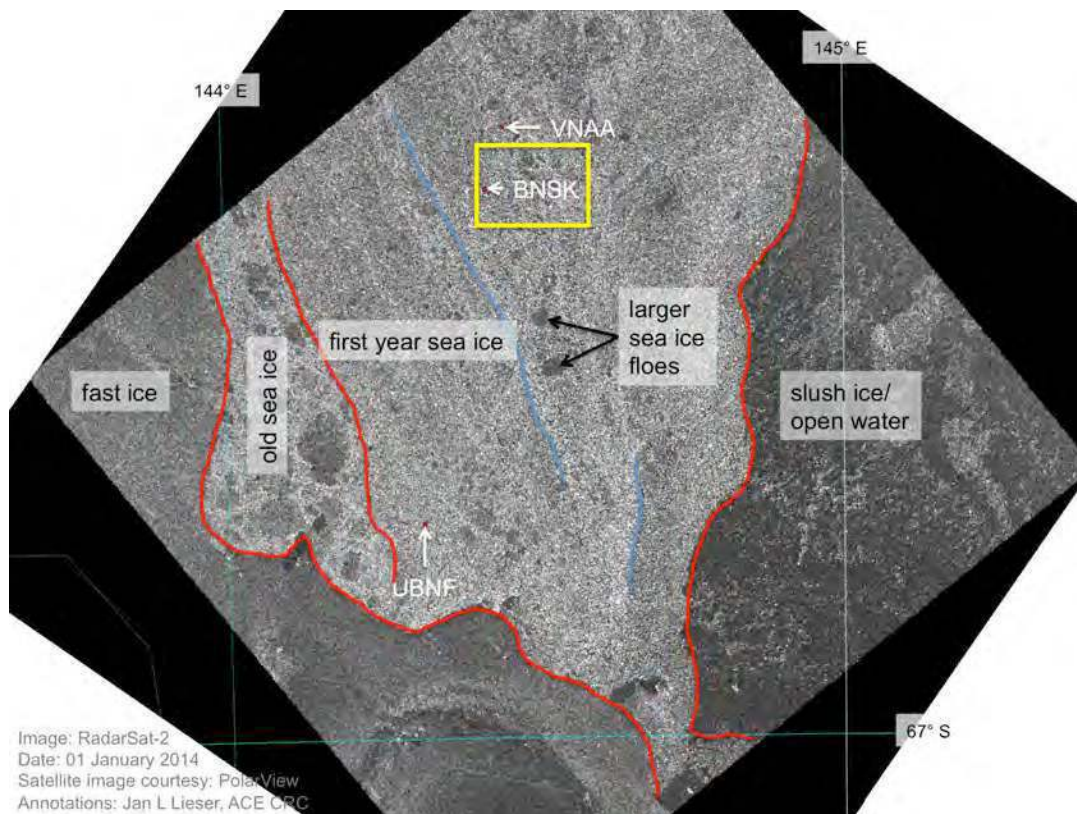 145° E
144° E
VNAA
BNSK
larger
sea ice
floes
first year sea ice
old sea ice
fast ice
slush ice/
open water
UBNF
67° S
Image: RadarSat-2
Date: 01 January 2014
Satellite image courtesy: PolarView
Annotations: Jan L Lieser, ACE CRC